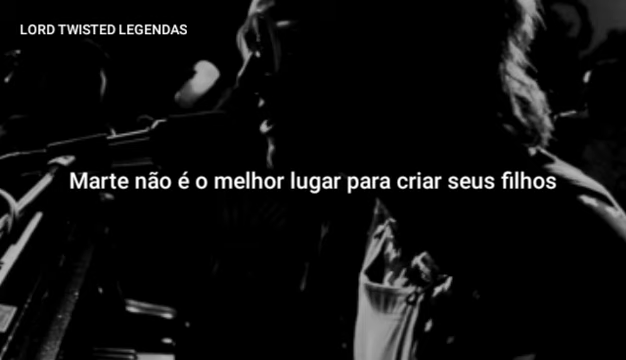 LORD TWISTED LEGENDAS
Marte não é o melhor lugar para criar seus filhos